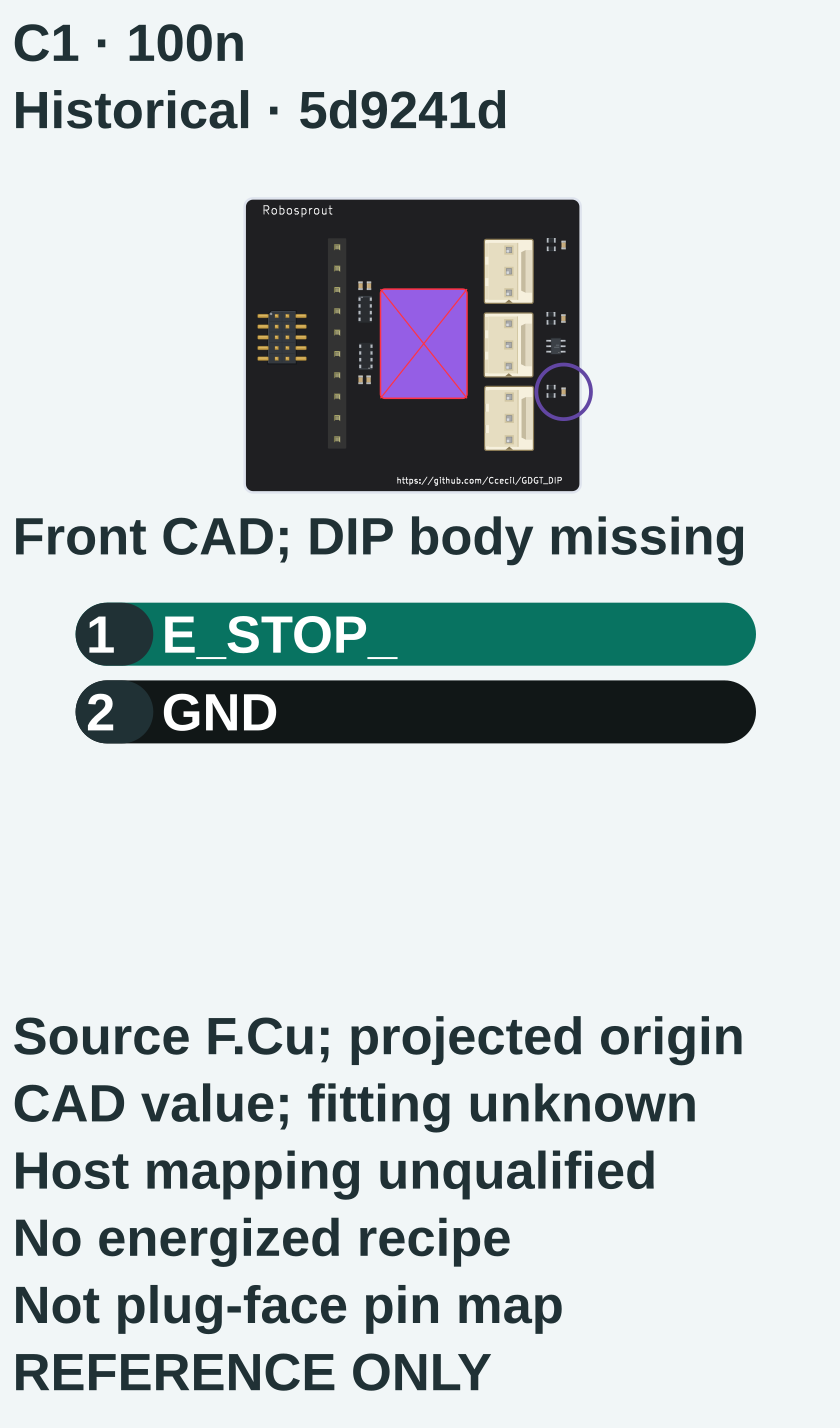 C1 · 100n
Historical · 5d9241d
Robosprout
https://github.com/Ccecil/GDGT_DIP
Front CAD; DIP body missing
1 E_STOP_
2 GND
Source F.Cu; projected origin
CAD value; fitting unknown
Host mapping unqualified
No energized recipe
Not plug-face pin map
REFERENCE ONLY